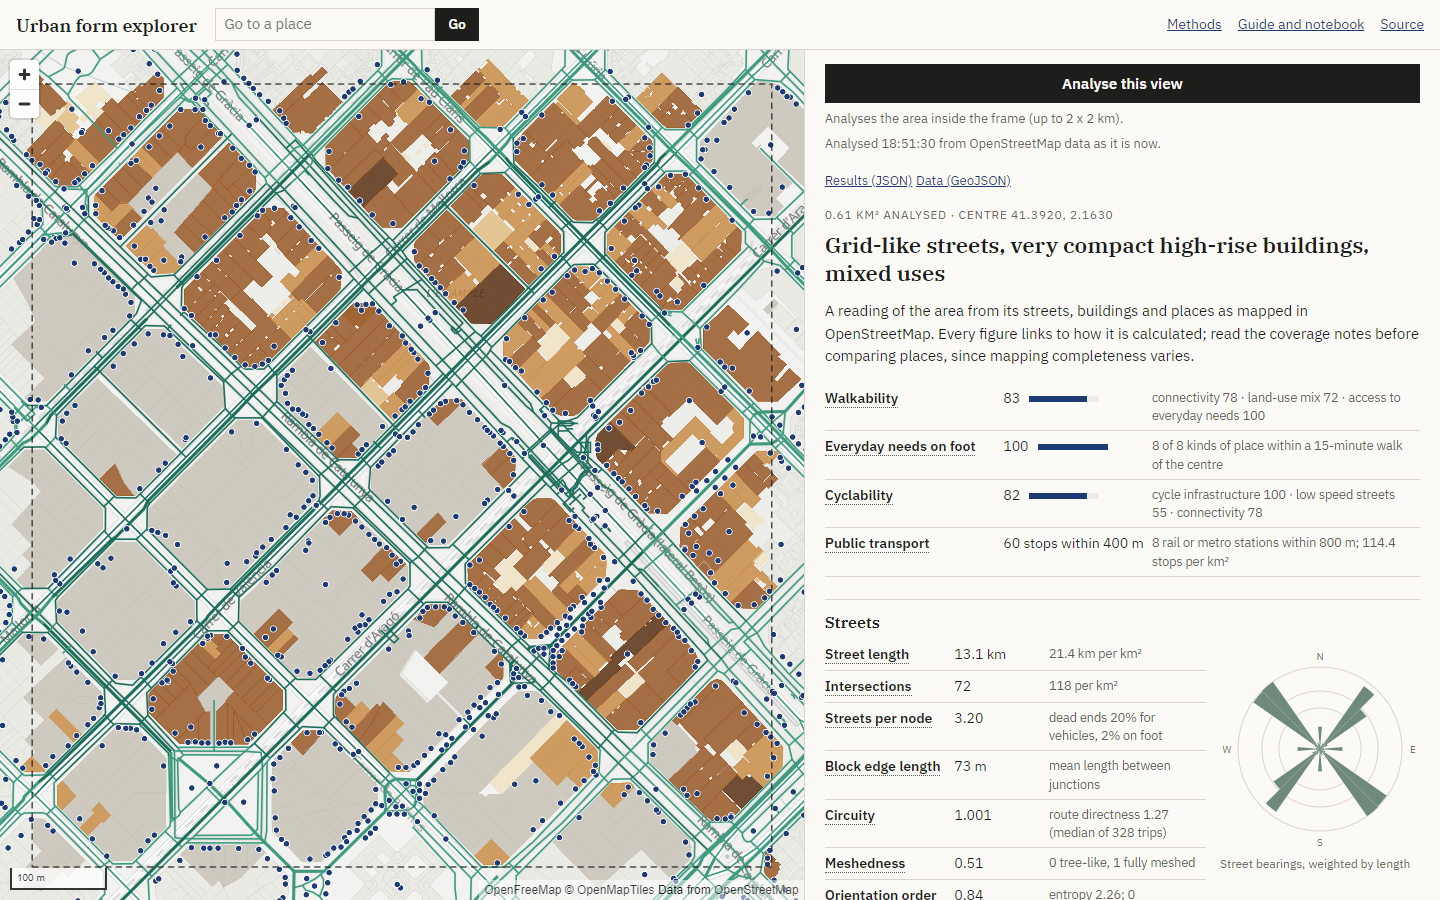 Urban form explorer
Go to a place
Go
Methods
Guide and notebook
Source
Analyse this view
Analyses the area inside the frame (up to 2 x 2 km).
Analysed 18:51:30 from OpenStreetMap data as it is now.
Results (JSON) Data (GeoJSON)
0.61 KM² ANALYSED · CENTRE 41.3920, 2.1630
Grid-like streets, very compact high-rise buildings,
mixed uses
A reading of the area from its streets, buildings and places as mapped in
OpenStreetMap. Every figure links to how it is calculated; read the coverage notes before
comparing places, since mapping completeness varies.
Walkability 83 connectivity 78 · land-use mix 72 · access to
everyday needs 100
Everyday needs on foot 100 8 of 8 kinds of place within a 15-minute walk
of the centre
Cyclability 82 cycle infrastructure 100 · low speed streets
55 · connectivity 78
Public transport 60 stops within 400 m 8 rail or metro stations within 800 m; 114.4
stops per km²
Streets
Street length 13.1 km 21.4 km per km²
Intersections 72 118 per km²
Streets per node 3.20 dead ends 20% for
vehicles, 2% on foot
Block edge length 73 m mean length between
junctions
Circuity 1.001 route directness 1.27
(median of 328 trips)
Meshedness 0.51 0 tree-like, 1 fully meshed
Orientation order 0.84 entropy 2.26; 0
N
W
E
S
Street bearings, weighted by length
Passeig de Gràcia
Carrer d'Aragó
100 m
OpenFreeMap © OpenMapTiles Data from OpenStreetMap